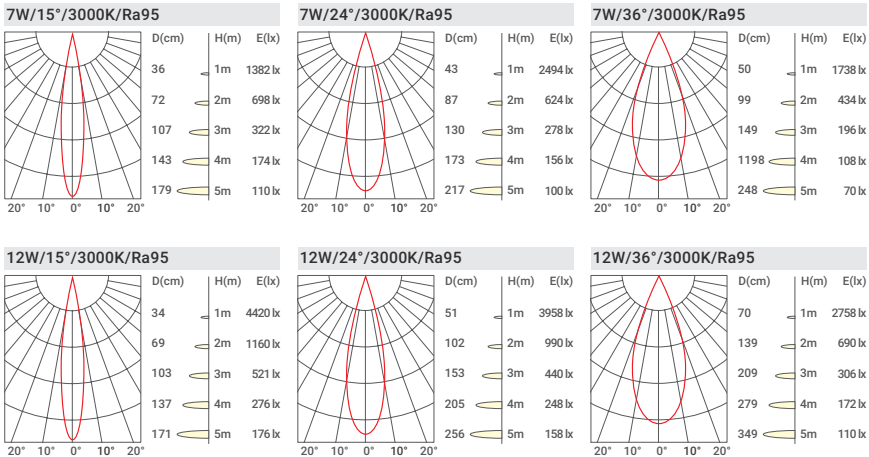 7W/15°/3000K/Ra95
D(cm) H(m) E(lx)
36 1m 1382 lx
72 2m 698 lx
107 3m 322 lx
143 4m 174 lx
179 5m 110 lx
20° 10° 0° 10° 20°
7W/24°/3000K/Ra95
D(cm) H(m) E(lx)
43 1m 2494 lx
87 2m 624 lx
130 3m 278 lx
173 4m 156 lx
217 5m 100 lx
20° 10° 0° 10° 20°
7W/36°/3000K/Ra95
D(cm) H(m) E(lx)
50 1m 1738 lx
99 2m 434 lx
149 3m 196 lx
1198 4m 108 lx
248 5m 70 lx
20° 10° 0° 10° 20°
12W/15°/3000K/Ra95
D(cm) H(m) E(lx)
34 1m 4420 lx
69 2m 1160 lx
103 3m 521 lx
137 4m 276 lx
171 5m 176 lx
20° 10° 0° 10° 20°
12W/24°/3000K/Ra95
D(cm) H(m) E(lx)
51 1m 3958 lx
102 2m 990 lx
153 3m 440 lx
205 4m 248 lx
256 5m 158 lx
20° 10° 0° 10° 20°
12W/36°/3000K/Ra95
D(cm) H(m) E(lx)
70 1m 2758 lx
139 2m 690 lx
209 3m 306 lx
279 4m 172 lx
349 5m 110 lx
20° 10° 0° 10° 20°